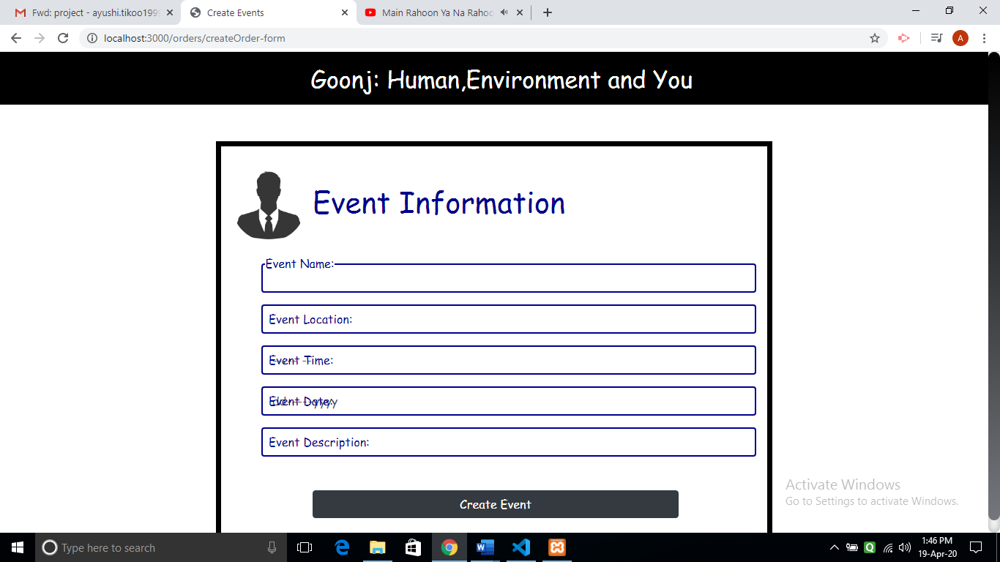 Fwd: project - ayushi.tikoo199
Create Events
Main Rahoon Ya Na Rahoo
localhost:3000/orders/createOrder-form
A
Goonj: Human,Environment and You
Event Information
Event Name:
Event Location:
Event Time:
Event Date:
yyyy
Event Description:
Create Event
Activate Windows
Go to Settings to activate Windows.
Type here to search
1:46 PM
19-Apr-20